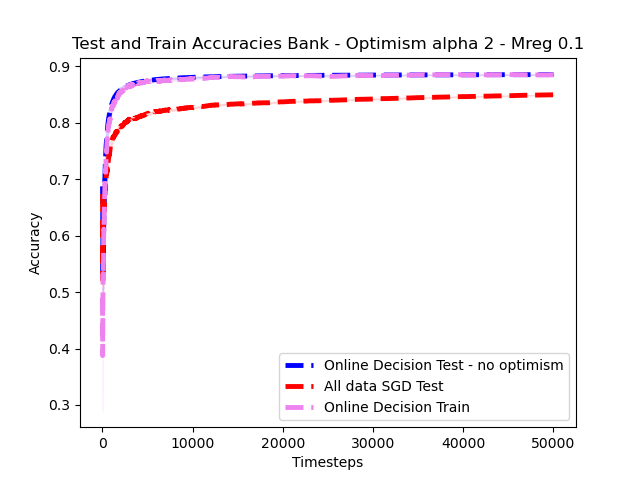 Test and Train Accuracies Bank - Optimism alpha 2 - Mreg 0.1
0.9
0.8
0.7
0.6
0.5
0.4
0.3
Accuracy
Online Decision Test - no optimism
All data SGD Test
Online Decision Train
0 10000 20000 30000 40000 50000
Timesteps